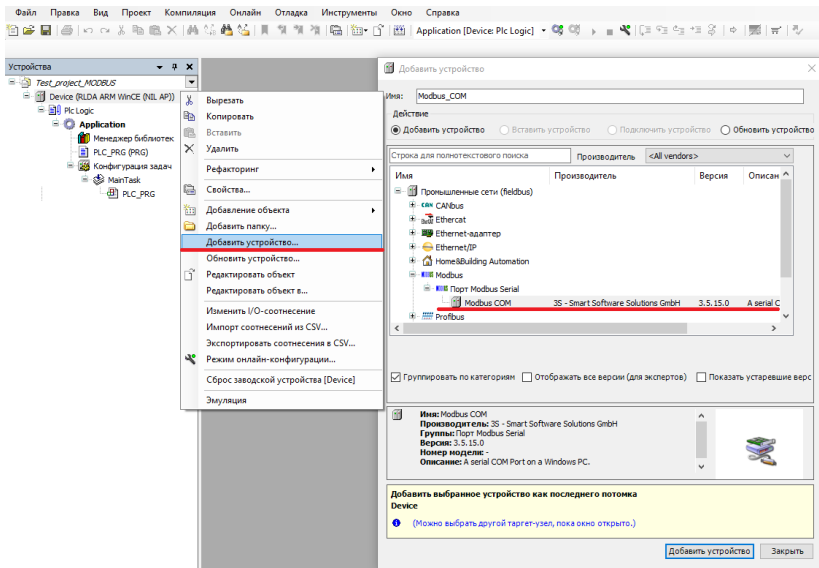 Файл Правка Вид Проект Компиляция Онлайн Отладка Инструменты Окно Справка
Application [Device: Plc Logic]
Устройства
Test_project_MODBUS
Device (RLDA ARM WinCE (NIL AP))
Plc Logic
Application
Менеджер библиотек
PLC_PRG (PRG)
Конфигурация задач
MainTask
PLC_PRG
Вырезать
Копировать
Вставить
Удалить
Рефакторинг
Свойства...
Добавление объекта
Добавить папку...
Добавить устройство...
Обновить устройство...
Редактировать объект
Редактировать объект в...
Изменить I/O-соотнесение
Импорт соотнесений из CSV...
Экспортировать соотнесения в CSV...
Режим онлайн-конфигурации...
Сброс заводской устройства [Device]
Эмуляция
Добавить устройство
Имя: Modbus_COM
Действие
Добавить устройство Вставить устройство Подключить устройство Обновить устройство
Строка для полнотекстового поиска Производитель <All vendors>
Имя Производитель Версия Описан
Промышленные сети (fieldbus)
CAN CANbus
Ethercat
Ethernet-адаптер
Ethernet/IP
Home&Building Automation
Modbus
Порт Modbus Serial
Modbus COM 3S - Smart Software Solutions GmbH 3.5.15.0 A serial C
Profibus
Группировать по категориям Отображать все версии (для экспертов) Показать устаревшие верс
Имя: Modbus COM
Производитель: 3S - Smart Software Solutions GmbH
Группы: Порт Modbus Serial
Версия: 3.5.15.0
Номер модели: -
Описание: A serial COM Port on a Windows PC.
Добавить выбранное устройство как последнего потомка
Device
(Можно выбрать другой таргет-узел, пока окно открыто.)
Добавить устройство Закрыть